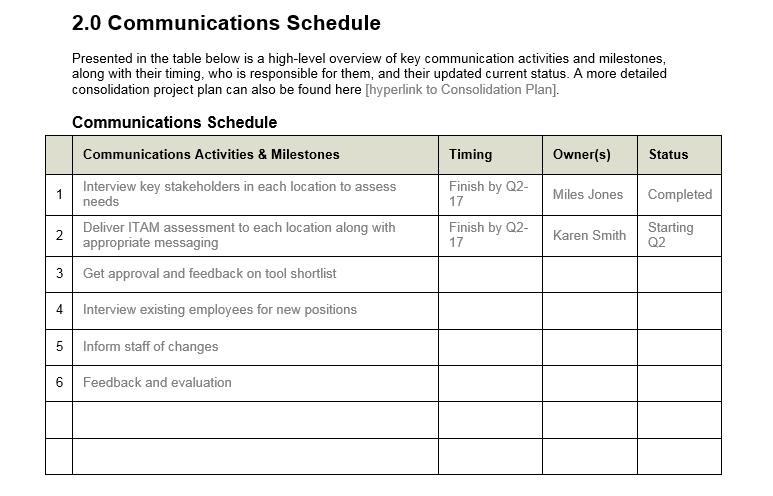 2.0 Communications Schedule
Presented in the table below is a high-level overview of key communication activities and milestones,
along with their timing, who is responsible for them, and their updated current status. A more detailed
consolidation project plan can also be found here [hyperlink to Consolidation Plan].
Communications Schedule
Communications Activities & Milestones Timing Owner(s) Status
1 Interview key stakeholders in each location to assess
needs Finish by Q2-
17 Miles Jones Completed
2 Deliver ITAM assessment to each location along with
appropriate messaging Finish by Q2-
17 Karen Smith Starting
Q2
3 Get approval and feedback on tool shortlist
4 Interview existing employees for new positions
5 Inform staff of changes
6 Feedback and evaluation